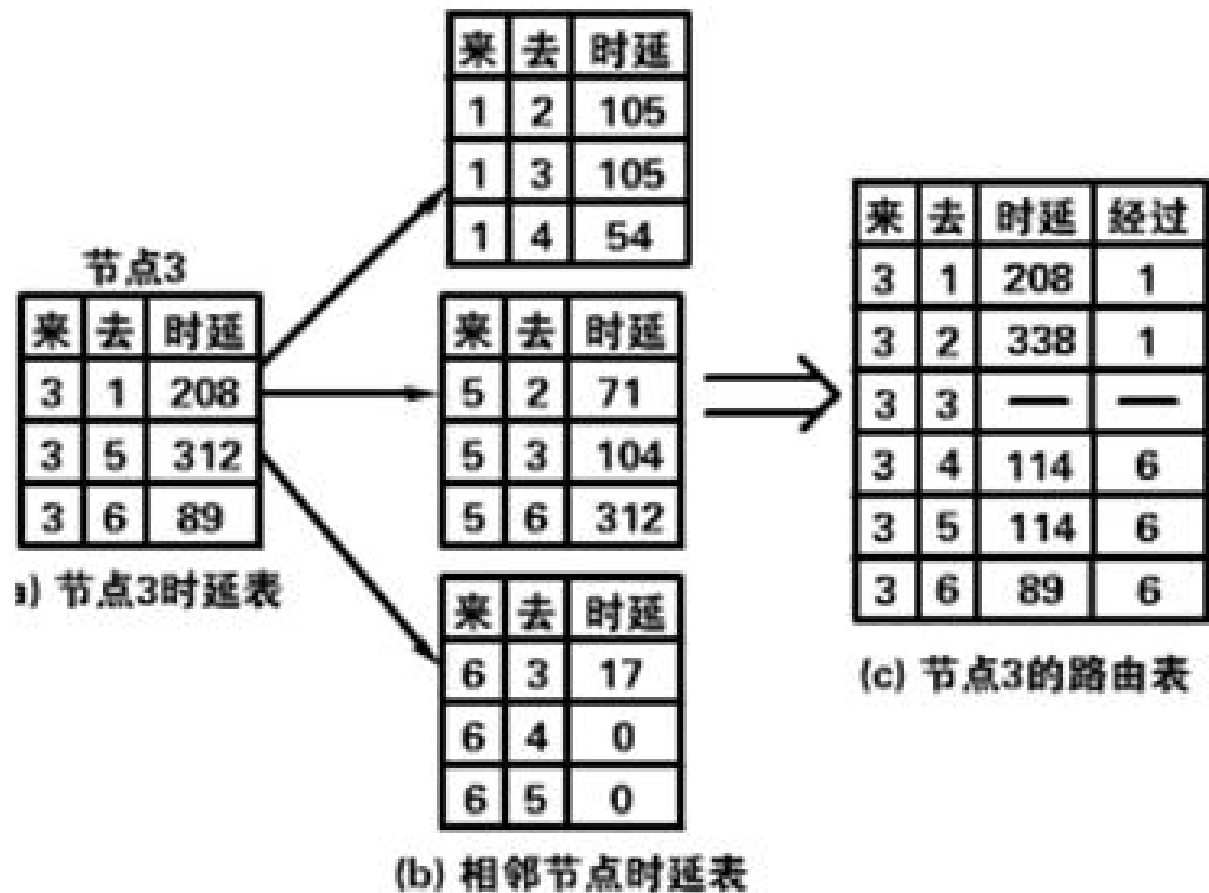 来 去 时延
1 2 105
1 3 105
1 4 54
节点3
来 去 时延
3 1 208
3 5 312
3 6 89
a) 节点3时延表
来 去 时延
5 2 71
5 3 104
5 6 312
来 去 时延
6 3 17
6 4 0
6 5 0
(b) 相邻节点时延表
来 去 时延 经过
3 1 208 1
3 2 338 1
3 3 — —
3 4 114 6
3 5 114 6
3 6 89 6
(c) 节点3的路由表